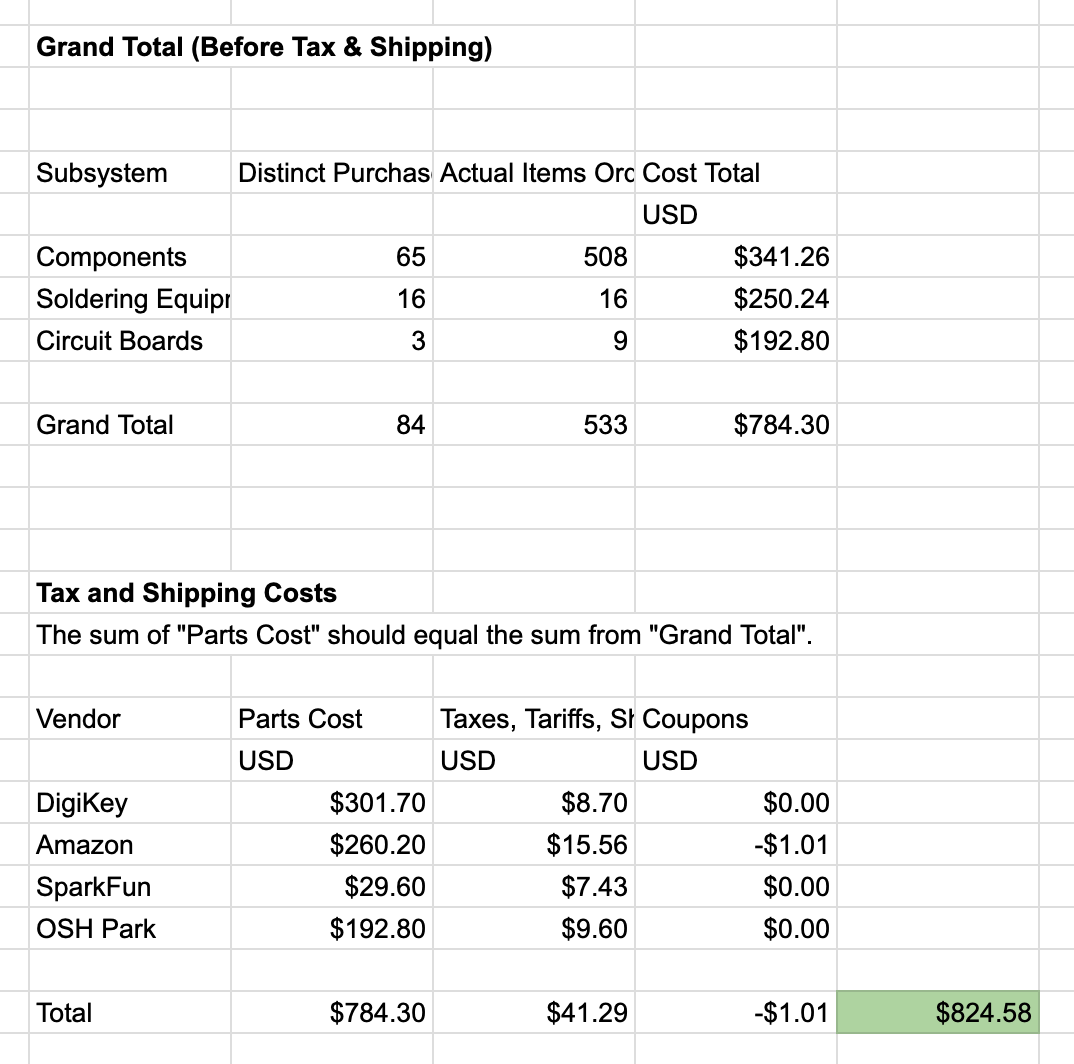 Grand Total (Before Tax & Shipping)
Subsystem Distinct Purchas Actual Items Ord Cost Total
USD
Components 65 508 $341.26
Soldering Equip 16 16 $250.24
Circuit Boards 3 9 $192.80
Grand Total 84 533 $784.30
Tax and Shipping Costs
The sum of "Parts Cost" should equal the sum from "Grand Total".
Vendor Parts Cost Taxes, Tariffs, Sh Coupons
USD USD USD
DigiKey $301.70 $8.70 $0.00
Amazon $260.20 $15.56 -$1.01
SparkFun $29.60 $7.43 $0.00
OSH Park $192.80 $9.60 $0.00
Total $784.30 $41.29 -$1.01 $824.58